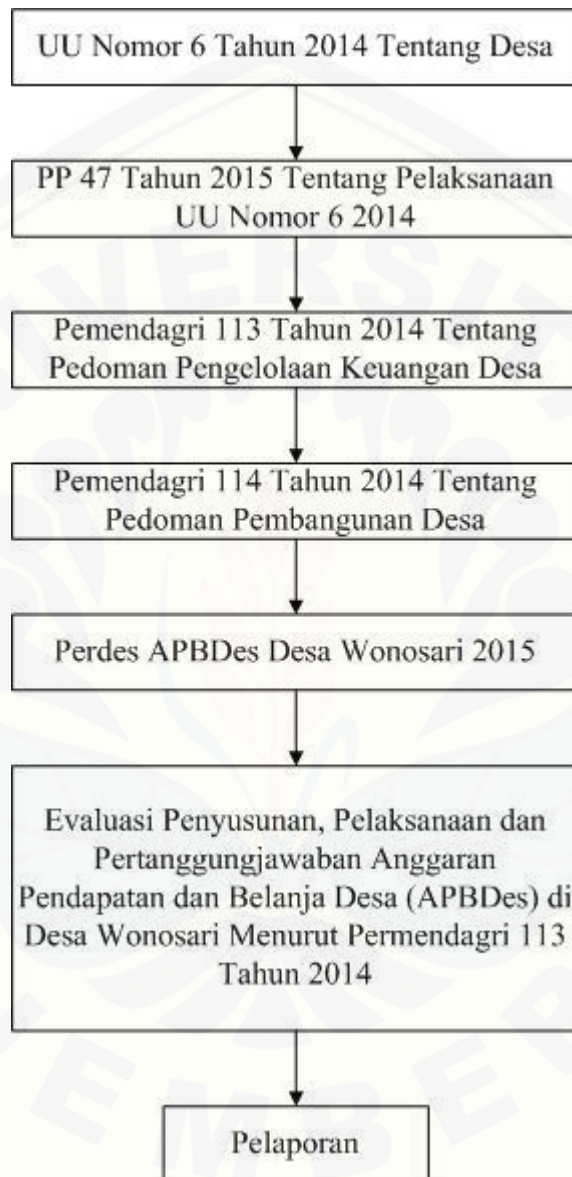 UU Nomor 6 Tahun 2014 Tentang Desa
PP 47 Tahun 2015 Tentang Pelaksanaan
UU Nomor 6 2014
Pemendagri 113 Tahun 2014 Tentang
Pedoman Pengelolaan Keuangan Desa
Pemendagri 114 Tahun 2014 Tentang
Pedoman Pembangunan Desa
Perdes APBDes Desa Wonosari 2015
Evaluasi Penyusunan, Pelaksanaan dan
Pertanggungjawaban Anggaran
Pendapatan dan Belanja Desa (APBDes) di
Desa Wonosari Menurut Permendagri 113
Tahun 2014
Pelaporan